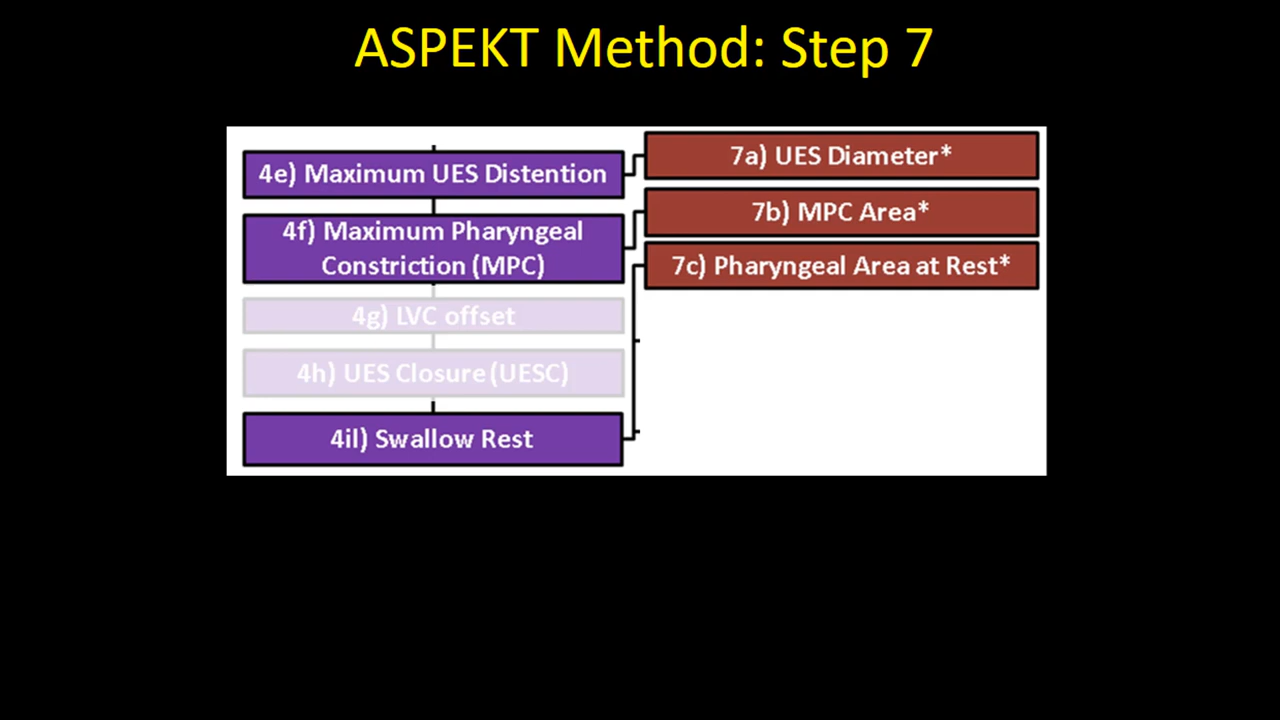 ASPEKT Method: Step 7
4e) Maximum UES Distention
7a) UES Diameter*
4f) Maximum Pharyngeal
Constriction (MPC)
7b) MPC Area*
7c) Pharyngeal Area at Rest*
4g) LVC offset
4h) UES Closure (UESC)
4il) Swallow Rest